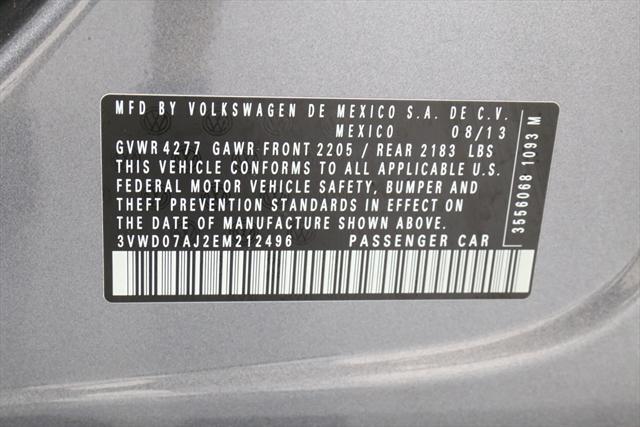 MFD BY VOLKSWAGEN DE MEXICO S.A. DE C.V.
MEXICO 08/13
GVWR 4277 GAWR FRONT 2205 / REAR 2183 LBS
THIS VEHICLE CONFORMS TO ALL APPLICABLE U.S.
FEDERAL MOTOR VEHICLE SAFETY, BUMPER AND
THEFT PREVENTION STANDARDS IN EFFECT ON
THE DATE OF MANUFACTURE SHOWN ABOVE.
3VWD07AJ2EM212496 PASSENGER CAR
3556068 1093 M